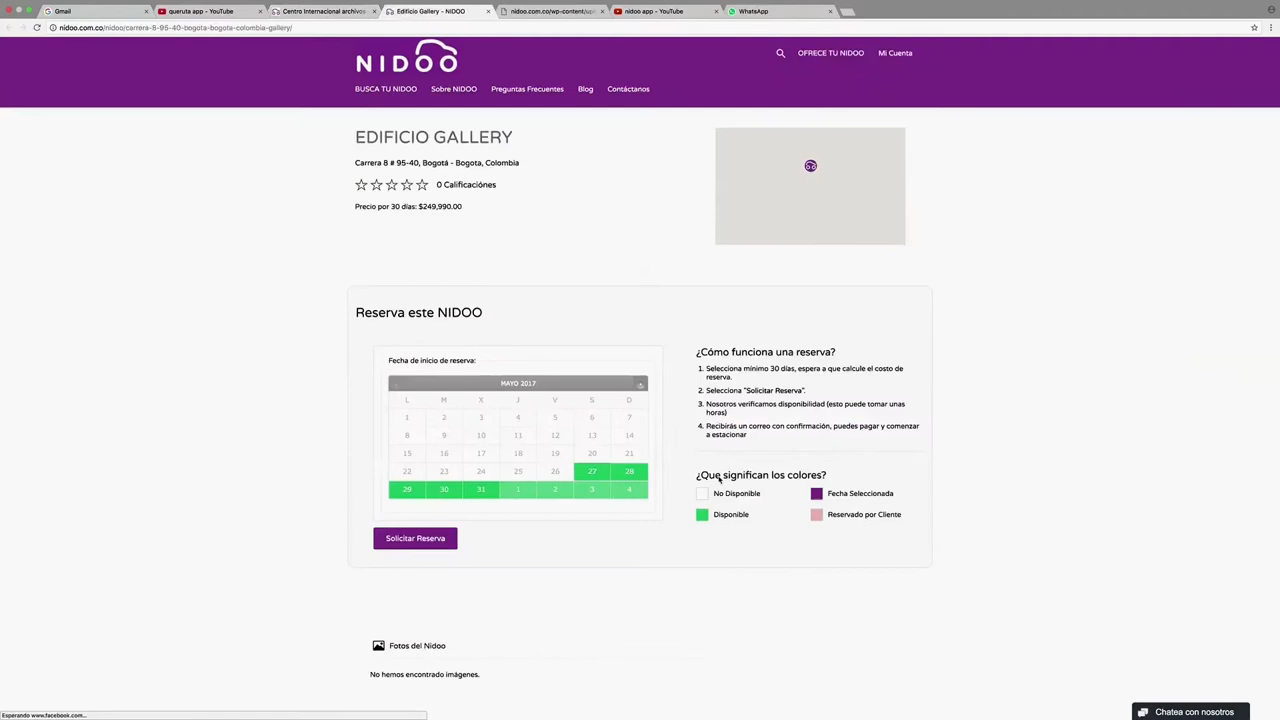 Gmail
queruta app - YouTube
Centro Internacional archivos
Edificio Gallery - NIDOO
nidoo.com.co/wp-content/upl
nidoo app - YouTube
WhatsApp
nidoo.com.co/nidoo/carrera-8-95-40-bogota-bogota-colombia-gallery/
NIDOO
OFRECE TU NIDOO
Mi Cuenta
BUSCA TU NIDOO
Sobre NIDOO
Preguntas Frecuentes
Blog
Contáctanos
EDIFICIO GALLERY
Carrera 8 # 95-40, Bogotá - Bogota, Colombia
0 Calificaciónes
Precio por 30 días: $249,990.00
Reserva este NIDOO
Fecha de inicio de reserva:
MAYO 2017
L M X J V S D
1 2 3 4 5 6 7
8 9 10 11 12 13 14
15 16 17 18 19 20 21
22 23 24 25 26 27 28
29 30 31 1 2 3 4
Solicitar Reserva
¿Cómo funciona una reserva?
1. Selecciona mínimo 30 días, espera a que calcule el costo de
reserva.
2. Selecciona "Solicitar Reserva".
3. Nosotros verificamos disponibilidad (esto puede tomar unas
horas)
4. Recibirás un correo con confirmación, puedes pagar y comenzar
a estacionar
¿Que significan los colores?
No Disponible
Fecha Seleccionada
Disponible
Reservado por Cliente
Fotos del Nidoo
No hemos encontrado imágenes.
Esperando www.facebook.com...
Chatea con nosotros